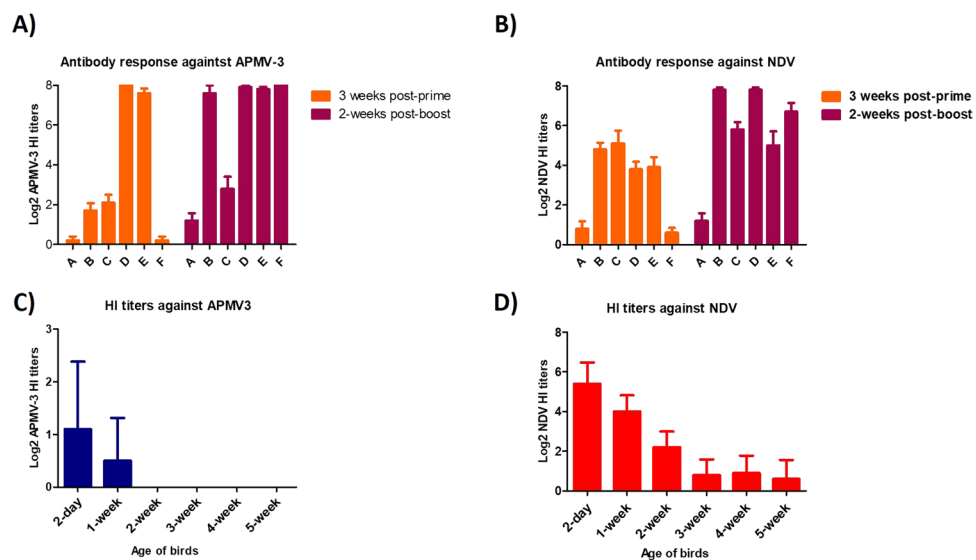 A)
Antibody response againtst APMV-3
Log2 APMV-3 HI titers
8
6
4
2
0
A B C D E F A B C D E F
3 weeks post-prime
2-weeks post-boost
B)
Antibody response against NDV
Log2 NDV HI titers
8
6
4
2
0
A B C D E F A B C D E F
3 weeks post-prime
2-weeks post-boost
C)
HI titers against APMV3
Log2 APMV-3 HI titers
3
2
1
0
2-day 1-week 2-week 3-week 4-week 5-week
Age of birds
D)
HI titers against NDV
Log2 NDV HI titers
8
6
4
2
0
2-day 1-week 2-week 3-week 4-week 5-week
Age of birds